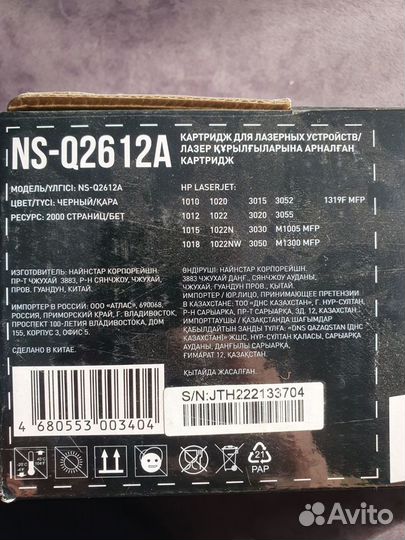 NS-Q2612A
КАРТРИДЖ ДЛЯ ЛАЗЕРНЫХ УСТРОЙСТВ/
ЛАЗЕР ҚҰРЫЛҒЫЛАРЫНА АРНАЛҒАН
КАРТРИДЖ
МОДЕЛЬ/ҮЛГІСІ: NS-Q2612A
ЦВЕТ/ТҮСІ: ЧЕРНЫЙ/ҚАРА
РЕСУРС: 2000 СТРАНИЦ/БЕТ
HP LASERJET:
1010 1020 3015 3052 1319F MFP
1012 1022 3020 3055
1015 1022N 3030 M1005 MFP
1018 1022NW 3050 M1300 MFP
ИЗГОТОВИТЕЛЬ: НАЙНСТАР КОРПОРЕЙШН.
ПР-Т ЧЖУХАЙ 3883, Р-Н СЯНЧЖОУ, ЧЖУХАЙ,
ПРОВ. ГУАНДУН, КИТАЙ.
ИМПОРТЕР В РОССИИ: ООО «АТЛАС», 690068,
РОССИЯ, ПРИМОРСКИЙ КРАЙ, Г. ВЛАДИВОСТОК,
ПРОСПЕКТ 100-ЛЕТИЯ ВЛАДИВОСТОКА, ДОМ
155, КОРПУС 3, ОФИС 5.
СДЕЛАНО В КИТАЕ.
ӨНДІРУШІ: НАЙНСТАР КОРПОРЕЙШН.
3883 ЧЖУХАЙ ДАҢ., СЯНЧЖОУ АУДАНЫ,
ЧЖУХАЙ, ГУАНДУН ПРОВ., ҚЫТАЙ.
ИМПОРТЕР / ЮР.ЛИЦО, ПРИНИМАЮЩЕЕ ПРЕТЕНЗИИ
В КАЗАХСТАНЕ: ТОО «ДНС КАЗАХСТАН», Г. НУР-СУЛТАН,
Р-Н САРЫАРКА, ПР-Т САРЫАРКА, ЗД. 12, КАЗАХСТАН.
ИМПОРТТАУШЫ / ҚАЗАҚСТАНДА ШАҒЫМДАР
ҚАБЫЛДАЙТЫН ЗАҢДЫ ТҰЛҒА: «DNS QAZAQSTAN (ДНС
КАЗАХСТАН)» ЖШС, НҰР-СҰЛТАН Қ., САРЫАРҚА
АУДАНЫ, ДАҢҒЫЛЫ САРЫАРҚА,
ҒИМАРАТ 12, ҚАЗАҚСТАН.
ҚЫТАЙДА ЖАСАЛҒАН.
S/N:JTH222133704
4 680553 003404
21
PAP
Avito